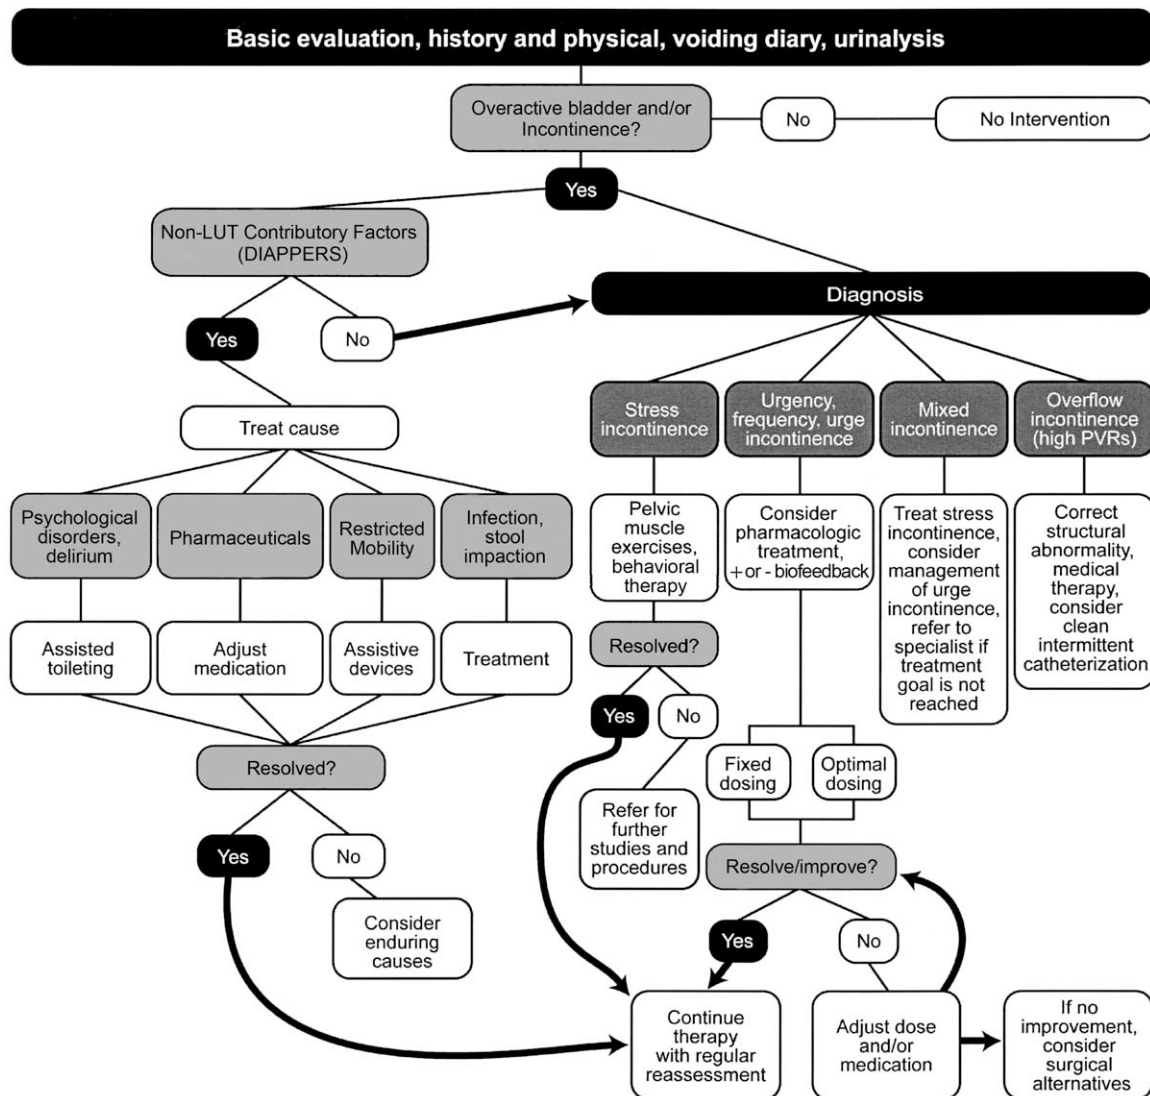 Basic evaluation, history and physical, voiding diary, urinalysis
Overactive bladder and/or
Incontinence?
No
No Intervention
Yes
Non-LUT Contributory Factors
(DIAPPERS)
Yes
No
Treat cause
Psychological
disorders,
delirium
Pharmaceuticals
Restricted
Mobility
Infection,
stool
impaction
Assisted
toileting
Adjust
medication
Assistive
devices
Treatment
Resolved?
Yes
No
Consider
enduring
causes
Diagnosis
Stress
incontinence
Urgency,
frequency, urge
incontinence
Mixed
incontinence
Overflow
incontinence
(high PVRs)
Pelvic
muscle
exercises,
behavioral
therapy
Consider
pharmacologic
treatment,
+or - biofeedback
Treat stress
incontinence,
consider
management
of urge
incontinence,
refer to
specialist if
treatment
goal is not
reached
Correct
structural
abnormality,
medical
therapy,
consider
clean
intermittent
catheterization
Resolved?
Yes
No
Refer for
further
studies and
procedures
Fixed
dosing
Optimal
dosing
Resolve/improve?
Yes
No
Continue
therapy
with regular
reassessment
Adjust dose
and/or
medication
If no
improvement,
consider
surgical
alternatives